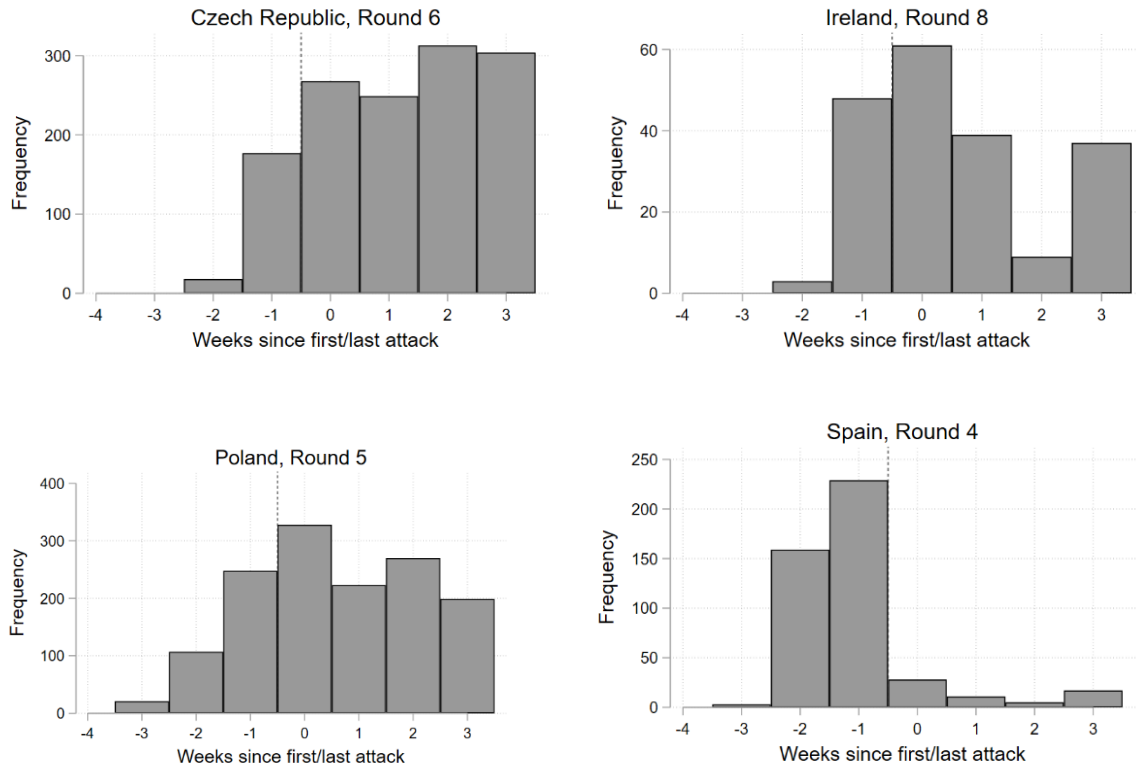 Czech Republic, Round 6
300
200
100
0
Frequency
-4 -3 -2 -1 0 1 2 3
Weeks since first/last attack
Ireland, Round 8
60
40
20
0
Frequency
-4 -3 -2 -1 0 1 2 3
Weeks since first/last attack
Poland, Round 5
400
300
200
100
0
Frequency
-4 -3 -2 -1 0 1 2 3
Weeks since first/last attack
Spain, Round 4
250
200
150
100
50
0
Frequency
-4 -3 -2 -1 0 1 2 3
Weeks since first/last attack